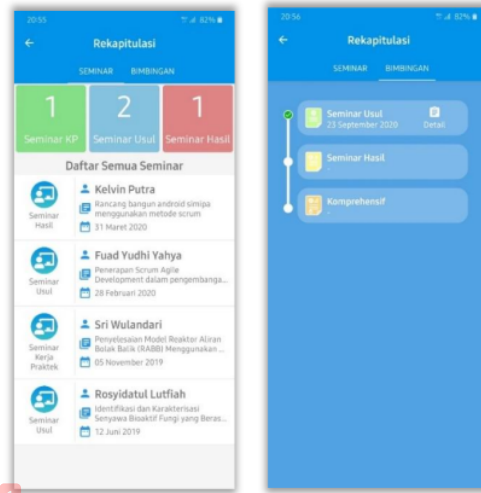 20:55
82%
Rekapitulasi
SEMINAR BIMBINGAN
1 2 1
Seminar KP Seminar Usul Seminar Hasil
Daftar Semua Seminar
Seminar Hasil
Kelvin Putra
Rancang bangun android simipa
menggunakan metode scrum
31 Maret 2020
Seminar Usul
Fuad Yudhi Yahya
Penerapan Scrum Agile
Development dalam pengembanga...
28 Februari 2020
Seminar Kerja Praktek
Sri Wulandari
Penyelesaian Model Reaktor Aliran
Bolak Balik (RABB) Menggunakan ...
05 November 2019
Seminar Usul
Rosyidatul Lutfiah
Identifikasi dan Karakterisasi
Senyawa Bioaktif Fungi yang Beras...
12 Juni 2019
20:56
82%
Rekapitulasi
SEMINAR BIMBINGAN
Seminar Usul
23 September 2020 Detail
Seminar Hasil
-
Komprehensif
-